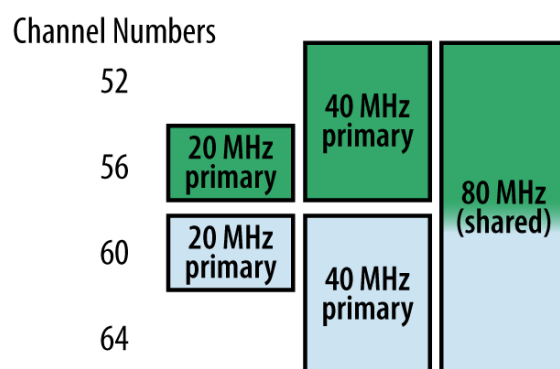 Channel Numbers
52
56
60
64
20 MHz
primary
20 MHz
primary
40 MHz
primary
40 MHz
primary
80 MHz
(shared)